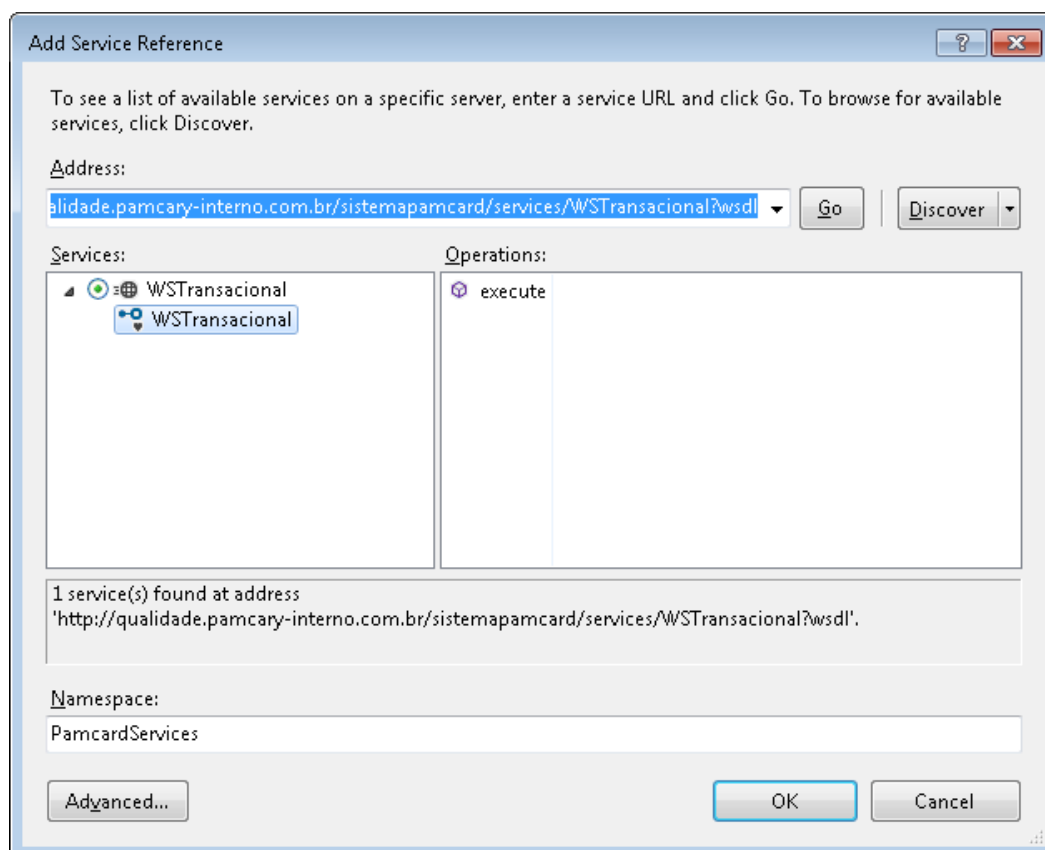 Add Service Reference
To see a list of available services on a specific server, enter a service URL and click Go. To browse for available
services, click Discover.
Address:
alidade.pamcary-interno.com.br/sistemapamcard/services/WSTransacional?wsdl
Go
Discover
Services:
Operations:
WSTransacional
execute
WSTransacional
1 service(s) found at address
'http://qualidade.pamcary-interno.com.br/sistemapamcard/services/WSTransacional?wsdl'.
Namespace:
PamcardServices
Advanced...
OK
Cancel